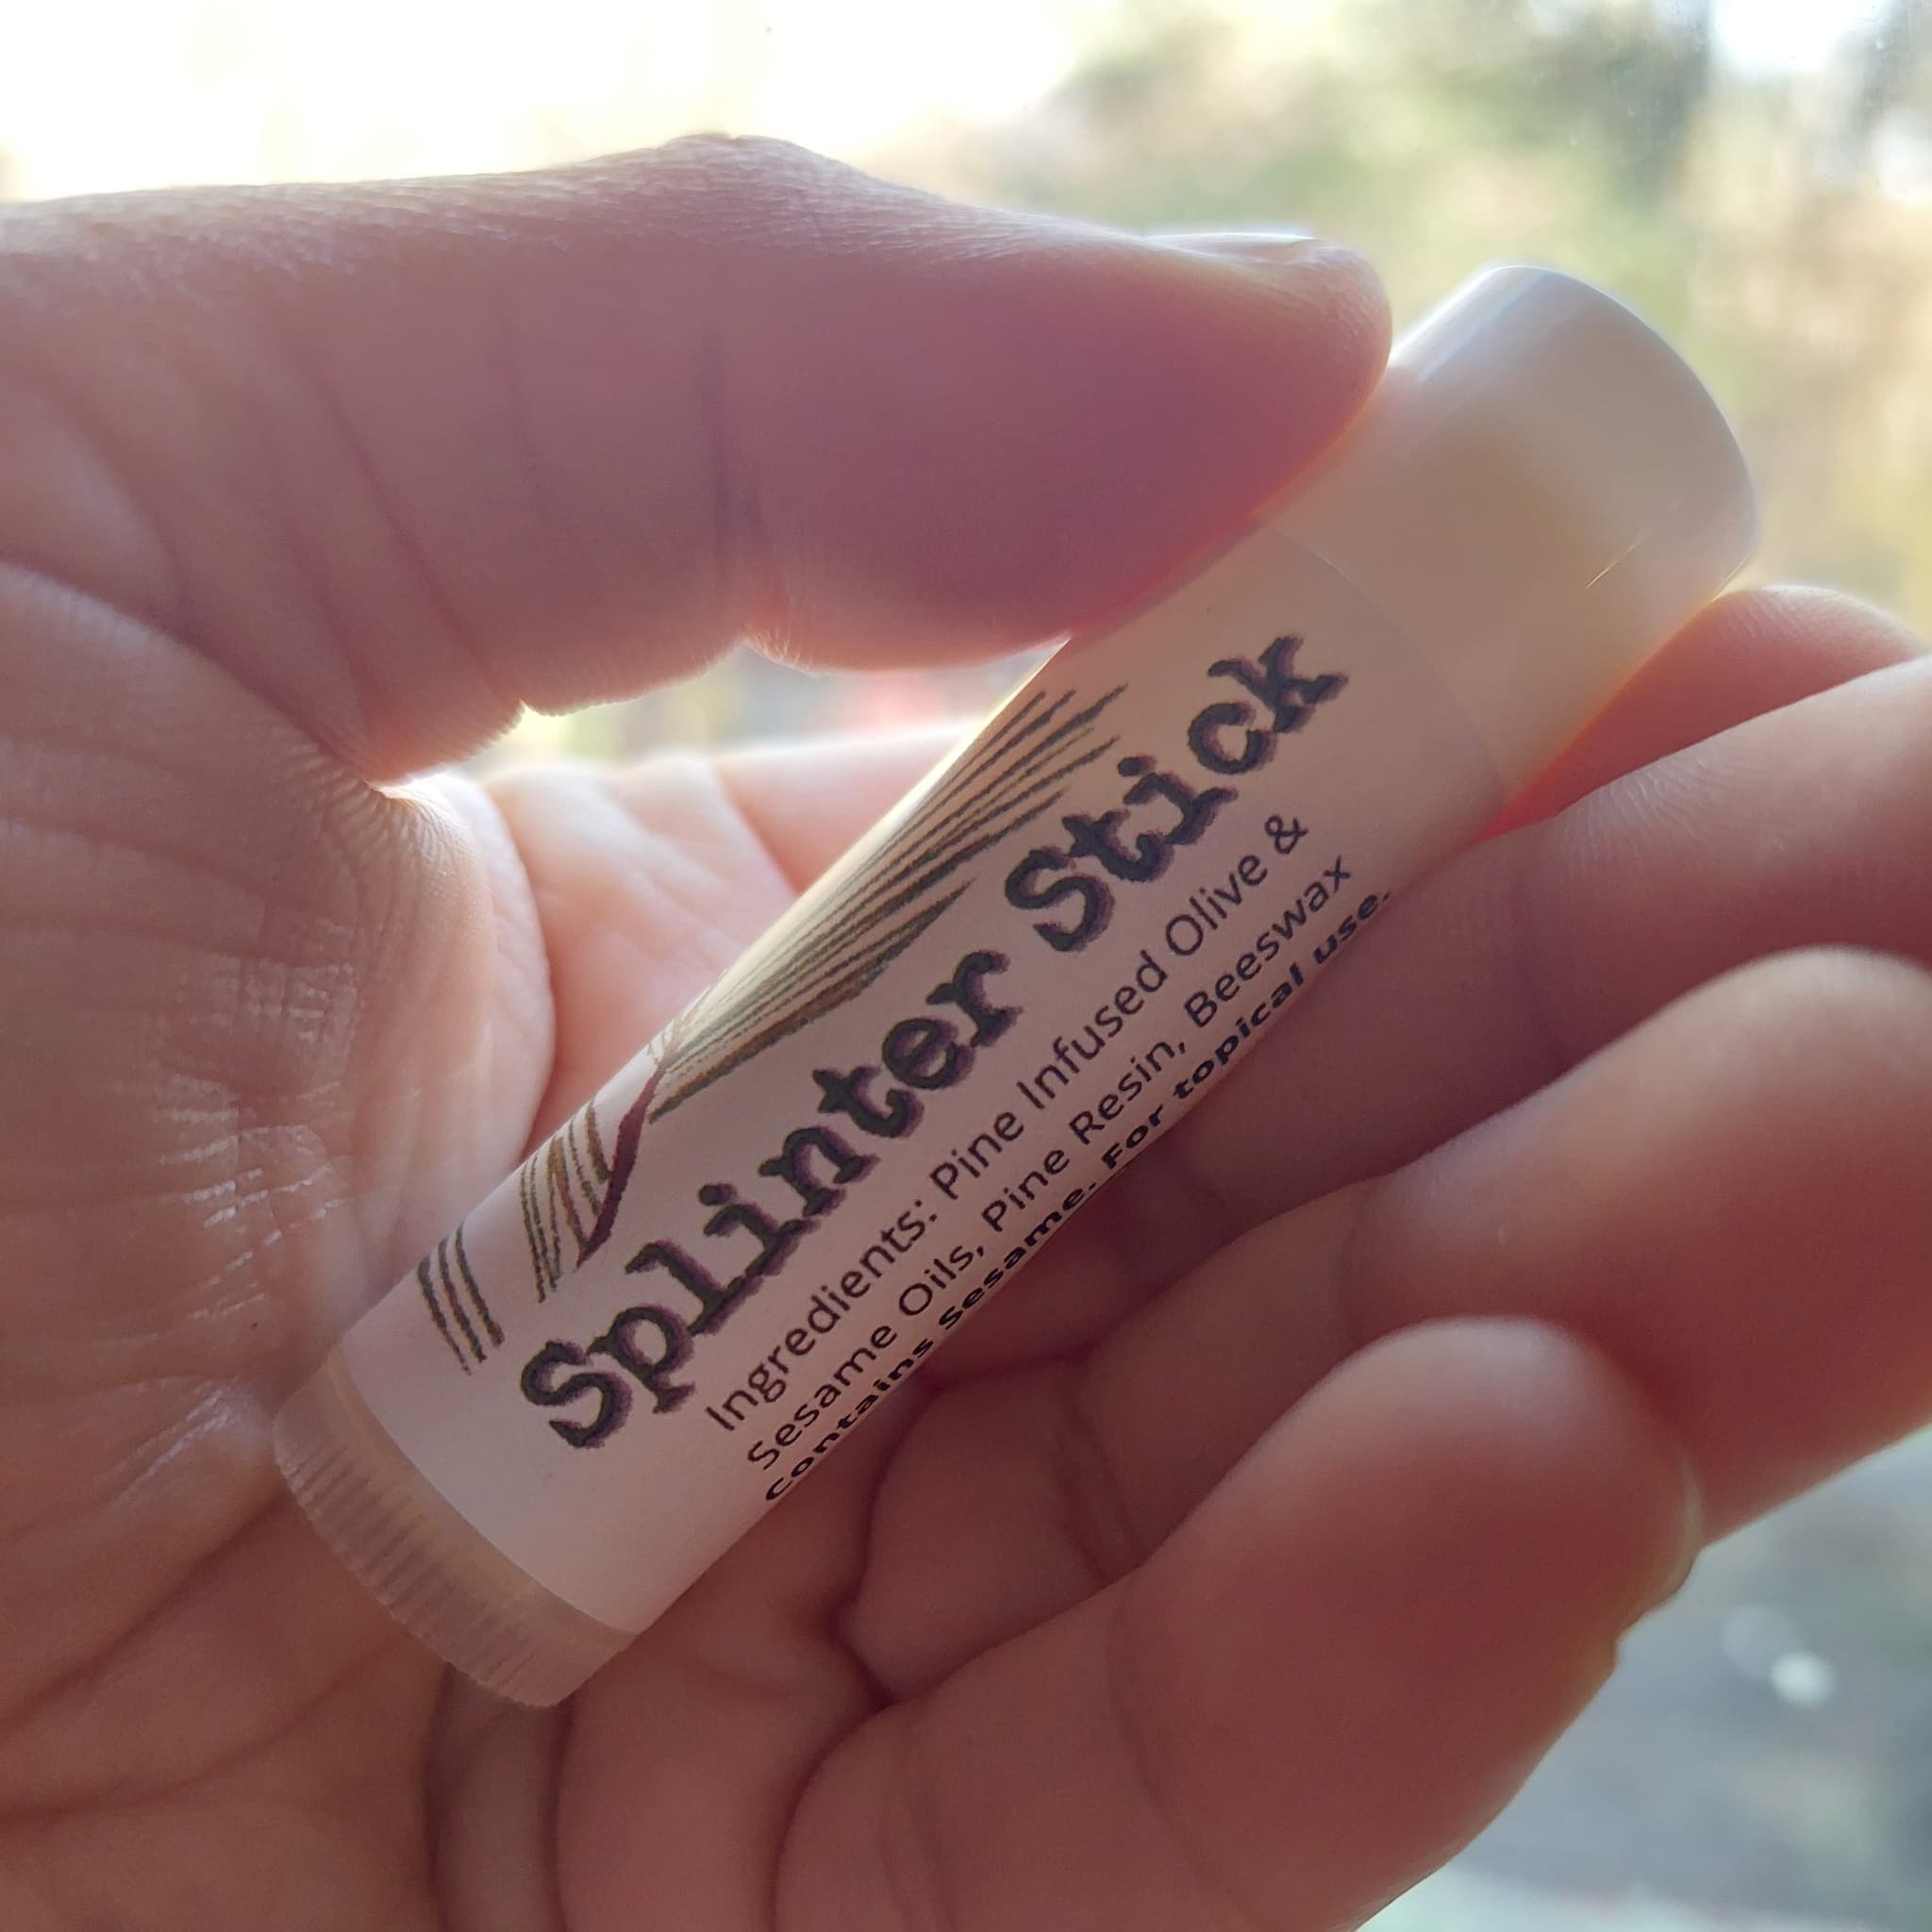 Splinter Stick
Ingredients: Pine Infused Olive &
Sesame Oils, Pine Resin, Beeswax
Contains Sesame. For topical use.